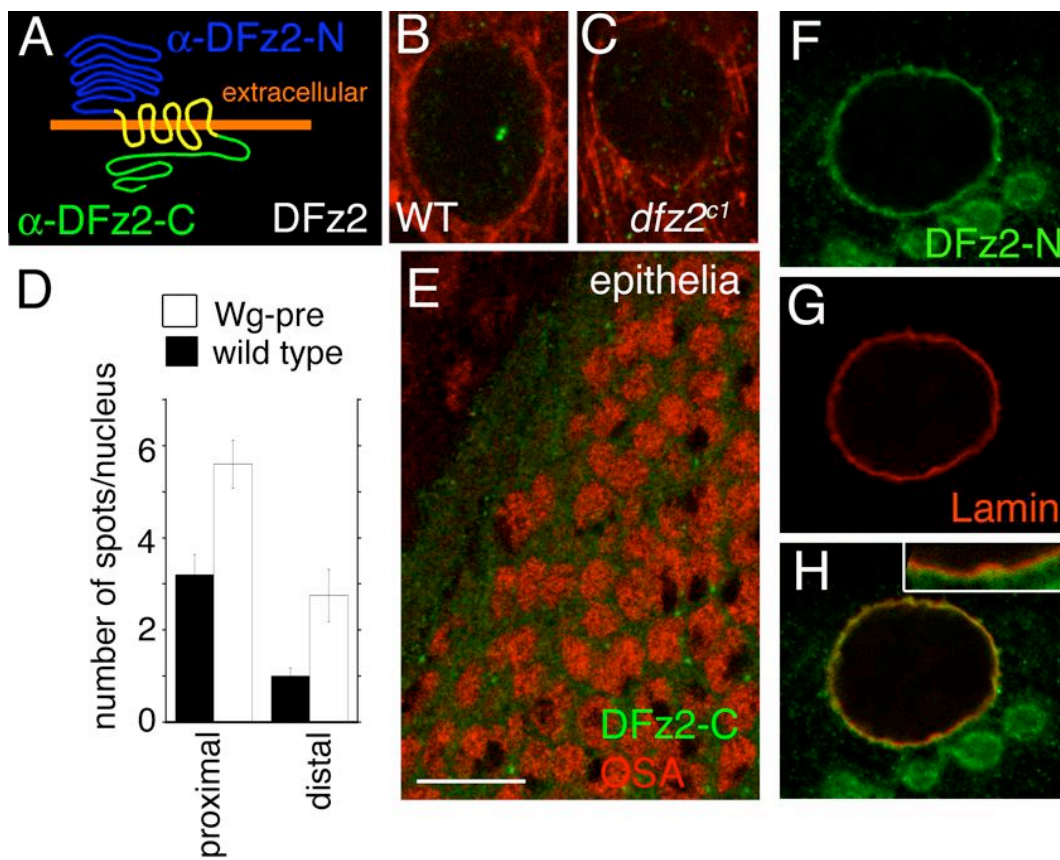 A
α-DFz2-N
extracellular
α-DFz2-C
DFz2
B
WT
C
dfz2c1
D
Wg-pre
wild type
number of spots/nucleus
6
4
2
0
proximal
distal
E
epithelia
DFz2-C
OSA
F
DFz2-N
G
Lamin
H